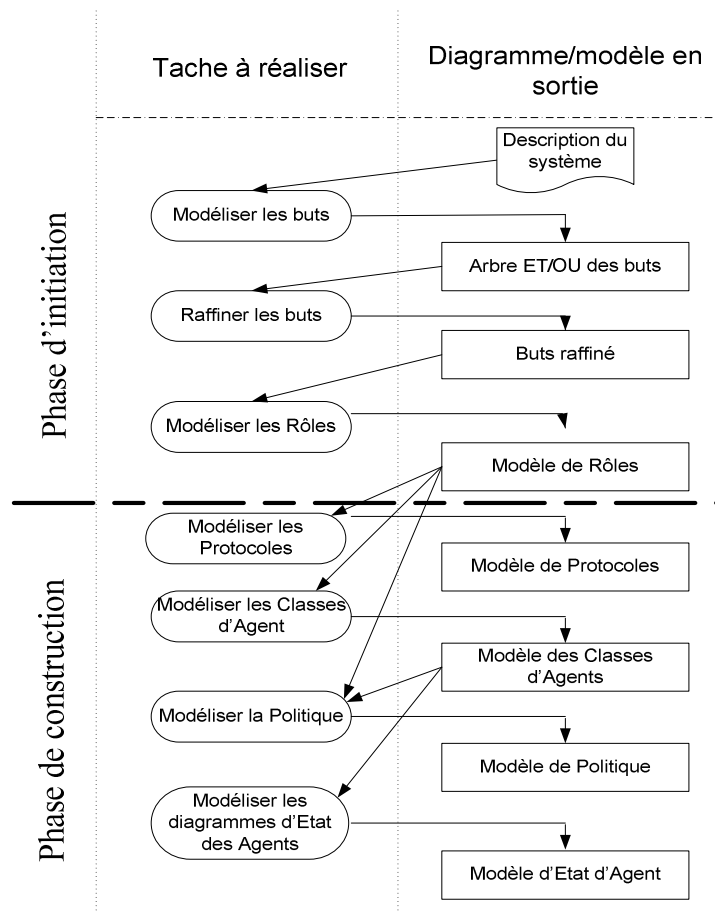 Tache à réaliser
Diagramme/modèle en
sortie
Phase d'initiation
Description du
système
Modéliser les buts
Arbre ET/OU des buts
Raffiner les buts
Buts raffiné
Modéliser les Rôles
Modèle de Rôles
Phase de construction
Modéliser les
Protocoles
Modèle de Protocoles
Modéliser les Classes
d'Agent
Modèle des Classes
d'Agents
Modéliser la Politique
Modèle de Politique
Modéliser les
diagrammes d'Etat
des Agents
Modèle d'Etat d'Agent